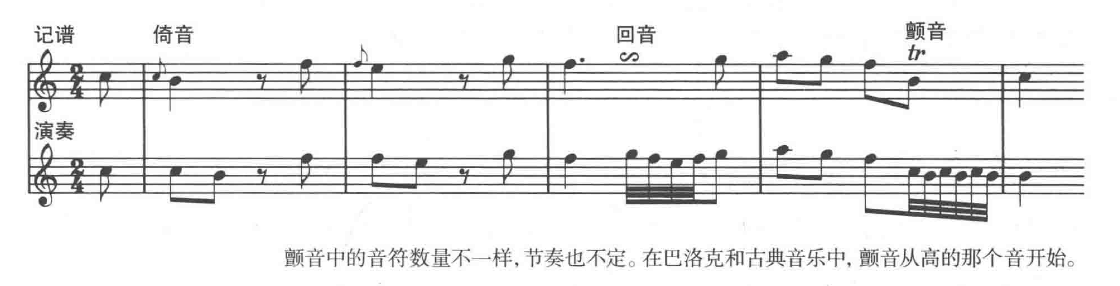 记谱 倚音 回音 颤音
tr
2
4
演奏
2
4
颤音中的音符数量不一样,节奏也不定。在巴洛克和古典音乐中,颤音从高的那个音开始。